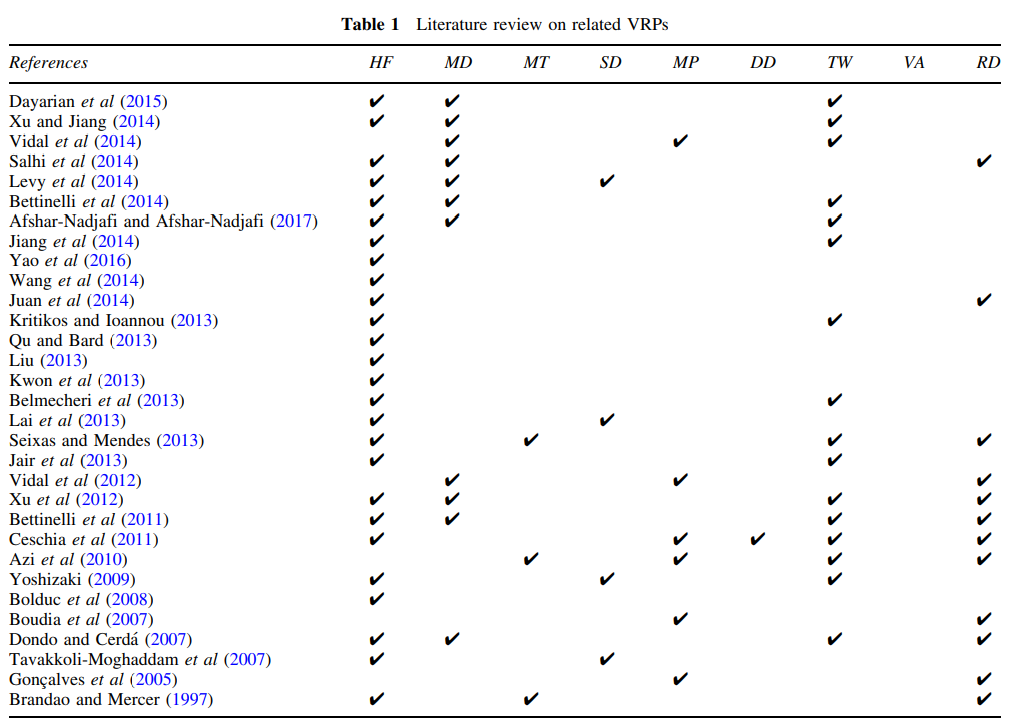 Table 1 Literature review on related VRPs
References HF MD MT SD MP DD TW VA RD
Dayarian et al (2015) ✔ ✔ ✔
Xu and Jiang (2014) ✔ ✔ ✔
Vidal et al (2014) ✔ ✔ ✔
Salhi et al (2014) ✔ ✔ ✔
Levy et al (2014) ✔ ✔ ✔
Bettinelli et al (2014) ✔ ✔ ✔
Afshar-Nadjafi and Afshar-Nadjafi (2017) ✔ ✔ ✔
Jiang et al (2014) ✔ ✔
Yao et al (2016) ✔
Wang et al (2014) ✔
Juan et al (2014) ✔ ✔
Kritikos and Ioannou (2013) ✔ ✔
Qu and Bard (2013) ✔
Liu (2013) ✔
Kwon et al (2013) ✔
Belmecheri et al (2013) ✔ ✔
Lai et al (2013) ✔ ✔
Seixas and Mendes (2013) ✔ ✔ ✔ ✔
Jair et al (2013) ✔ ✔
Vidal et al (2012) ✔ ✔ ✔
Xu et al (2012) ✔ ✔ ✔ ✔
Bettinelli et al (2011) ✔ ✔ ✔ ✔
Ceschia et al (2011) ✔ ✔ ✔ ✔ ✔
Azi et al (2010) ✔ ✔ ✔ ✔
Yoshizaki (2009) ✔ ✔ ✔
Bolduc et al (2008) ✔
Boudia et al (2007) ✔ ✔
Dondo and Cerdá (2007) ✔ ✔ ✔ ✔
Tavakkoli-Moghaddam et al (2007) ✔ ✔
Gonçalves et al (2005) ✔ ✔
Brandao and Mercer (1997) ✔ ✔ ✔